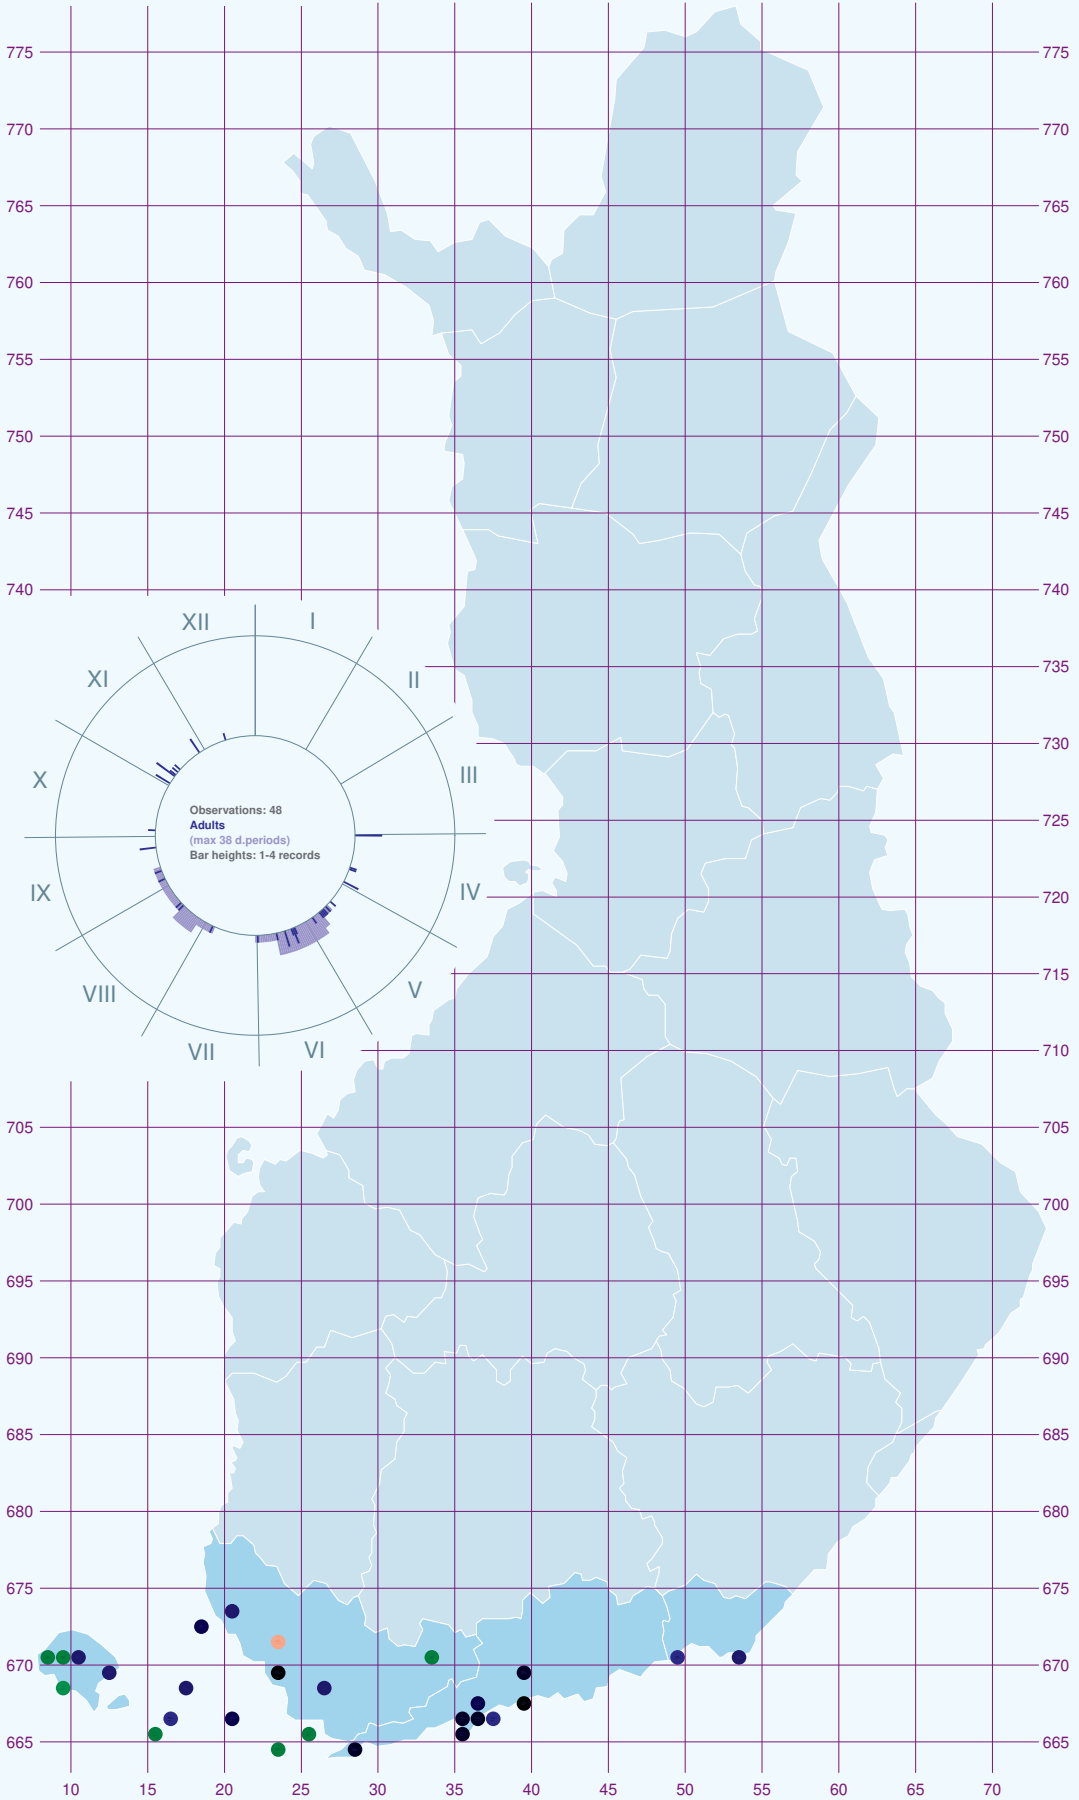 775 775
770 770
765 765
760 760
755 755
750 750
745 745
740 740
XII I
735
XI II
730
X III
Observations: 48
Adults
(max 38 d.periods)
Bar heights: 1-4 records
725
IX IV
720
VIII V
715
VII VI
710
705 705
700 700
695 695
690 690
685 685
680 680
675 675
670 670
665 665
10 15 20 25 30 35 40 45 50 55 60 65 70